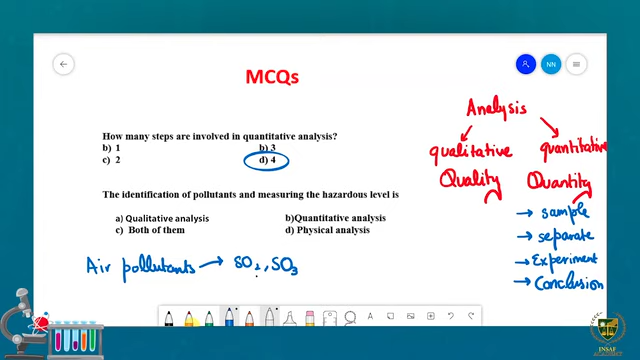 NN
MCQs
Analysis
qualitative
quantitative
Quality
Quantity
→ sample
→ separate
→ Experiment
→ Conclusion
How many steps are involved in quantitative analysis?
b) 1
b) 3
c) 2
d) 4
The identification of pollutants and measuring the hazardous level is
a) Qualitative analysis
b)Quantitative analysis
c) Both of them
d) Physical analysis
Air pollutants → SO₂, SO₃
INSAF
ACADEMY